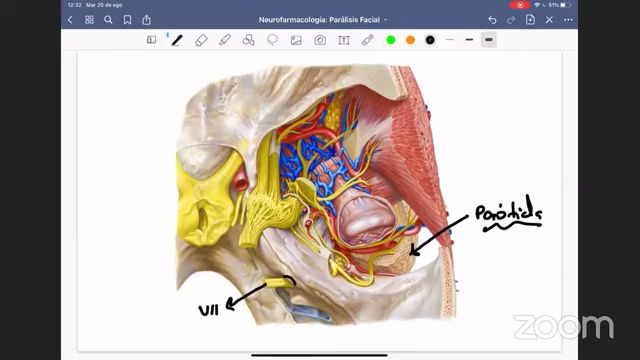 12:32 Mar 25 de ago
Neurofarmacología: Parálisis Facial
51%
Parótida
VII
zoom